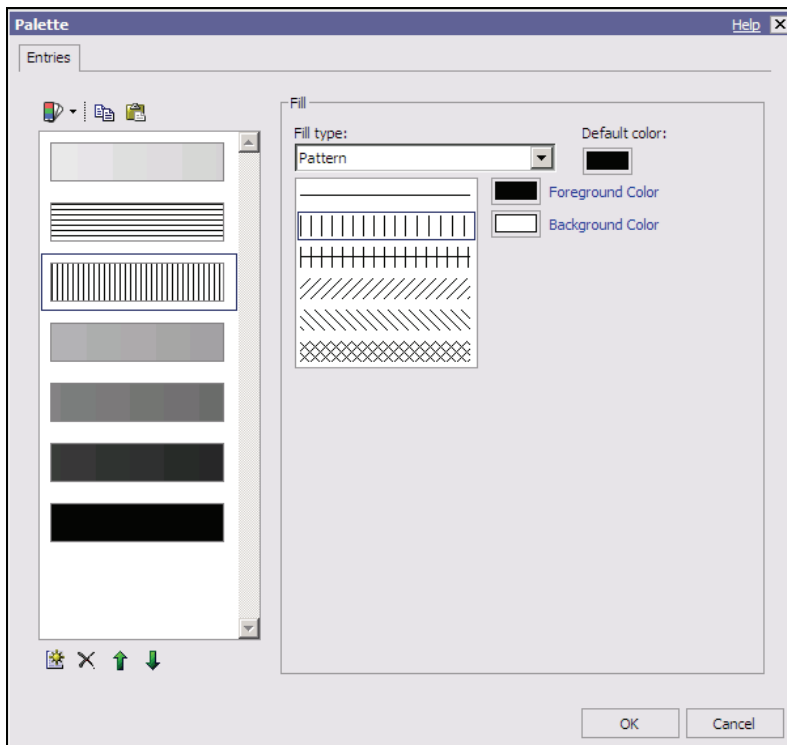 Palette Help
Entries
Fill
Fill type: Default color:
Pattern
Foreground Color
Background Color
OK Cancel